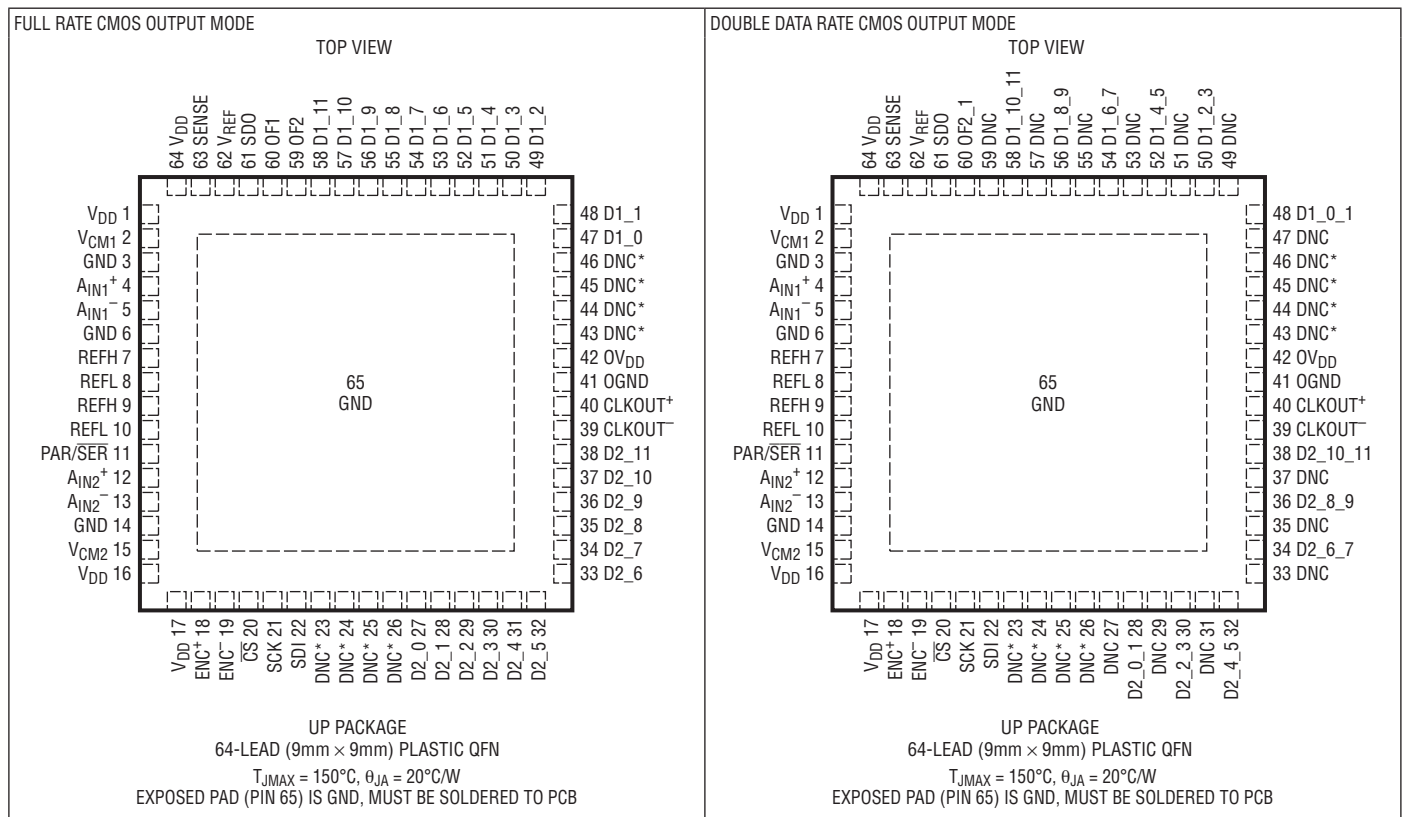 FULL RATE CMOS OUTPUT MODE
TOP VIEW
64 VDD
63 SENSE
62 VREF
61 SDO
60 OF1
59 OF2
58 D1_11
57 D1_10
56 D1_9
55 D1_8
54 D1_7
53 D1_6
52 D1_5
51 D1_4
50 D1_3
49 D1_2
VDD 1
VCM1 2
GND 3
AIN1+ 4
AIN1– 5
GND 6
REFH 7
REFL 8
REFH 9
REFL 10
PAR/SER 11
AIN2+ 12
AIN2– 13
GND 14
VCM2 15
VDD 16
65
GND
48 D1_1
47 D1_0
46 DNC*
45 DNC*
44 DNC*
43 DNC*
42 OVDD
41 OGND
40 CLKOUT+
39 CLKOUT–
38 D2_11
37 D2_10
36 D2_9
35 D2_8
34 D2_7
33 D2_6
VDD 17
ENC+ 18
ENC– 19
CS 20
SCK 21
SDI 22
DNC* 23
DNC* 24
DNC* 25
DNC* 26
D2_0 27
D2_1 28
D2_2 29
D2_3 30
D2_4 31
D2_5 32
UP PACKAGE
64-LEAD (9mm × 9mm) PLASTIC QFN
TJMAX = 150°C, θJA = 20°C/W
EXPOSED PAD (PIN 65) IS GND, MUST BE SOLDERED TO PCB
DOUBLE DATA RATE CMOS OUTPUT MODE
TOP VIEW
64 VDD
63 SENSE
62 VREF
61 SDO
60 OF2_1
59 DNC
58 D1_10_11
57 DNC
56 D1_8_9
55 DNC
54 D1_6_7
53 DNC
52 D1_4_5
51 DNC
50 D1_2_3
49 DNC
VDD 1
VCM1 2
GND 3
AIN1+ 4
AIN1– 5
GND 6
REFH 7
REFL 8
REFH 9
REFL 10
PAR/SER 11
AIN2+ 12
AIN2– 13
GND 14
VCM2 15
VDD 16
65
GND
48 D1_0_1
47 DNC
46 DNC*
45 DNC*
44 DNC*
43 DNC*
42 OVDD
41 OGND
40 CLKOUT+
39 CLKOUT–
38 D2_10_11
37 DNC
36 D2_8_9
35 DNC
34 D2_6_7
33 DNC
VDD 17
ENC+ 18
ENC– 19
CS 20
SCK 21
SDI 22
DNC* 23
DNC* 24
DNC* 25
DNC* 26
DNC 27
D2_0_1 28
DNC 29
D2_2_3 30
DNC 31
D2_4_5 32
UP PACKAGE
64-LEAD (9mm × 9mm) PLASTIC QFN
TJMAX = 150°C, θJA = 20°C/W
EXPOSED PAD (PIN 65) IS GND, MUST BE SOLDERED TO PCB